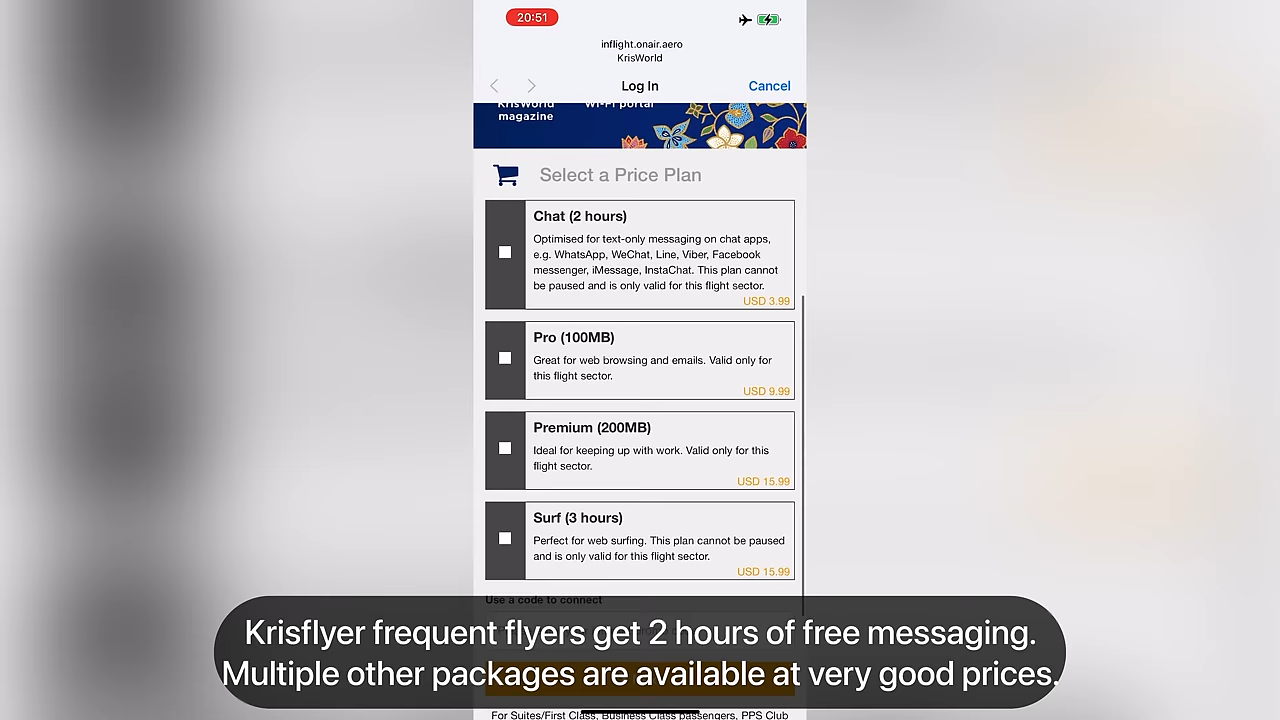 20:51
inflight.onair.aero
KrisWorld
Log In
Cancel
KrisWorld
Wi-Fi portal
magazine
Select a Price Plan
Chat (2 hours)
Optimised for text-only messaging on chat apps,
e.g. WhatsApp, WeChat, Line, Viber, Facebook
messenger, iMessage, InstaChat. This plan cannot
be paused and is only valid for this flight sector.
USD 3.99
Pro (100MB)
Great for web browsing and emails. Valid only for
this flight sector.
USD 9.99
Premium (200MB)
Ideal for keeping up with work. Valid only for this
flight sector.
USD 15.99
Surf (3 hours)
Perfect for web surfing. This plan cannot be paused
and is only valid for this flight sector.
USD 15.99
Use a code to connect
Krisflyer frequent flyers get 2 hours of free messaging.
Multiple other packages are available at very good prices.
For Suites/First Class, Business Class passengers, PPS Club